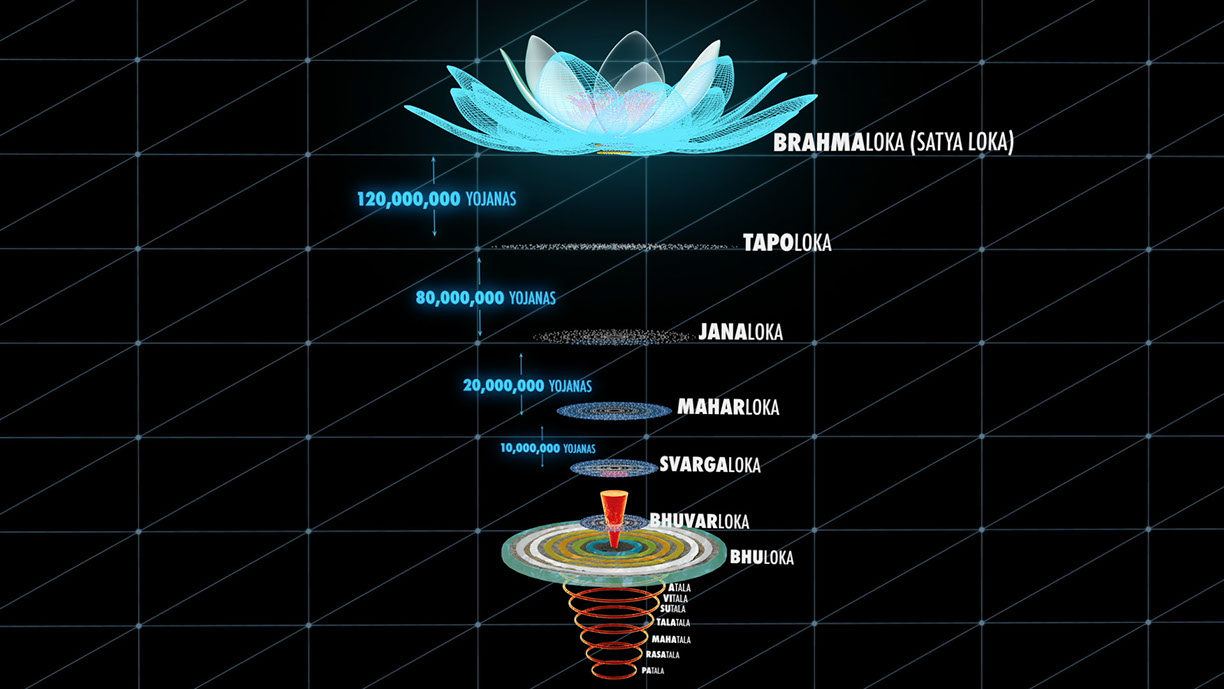 BRAHMALOKA (SATYA LOKA)
120,000,000 YOJANAS
TAPOLOKA
80,000,000 YOJANAS
JANALOKA
20,000,000 YOJANAS
MAHARLOKA
10,000,000 YOJANAS
SVARGALOKA
BHUVARLOKA
BHULOKA
ATALA
VITALA
SUTALA
TALATALA
MAHATALA
RASATALA
PATALA